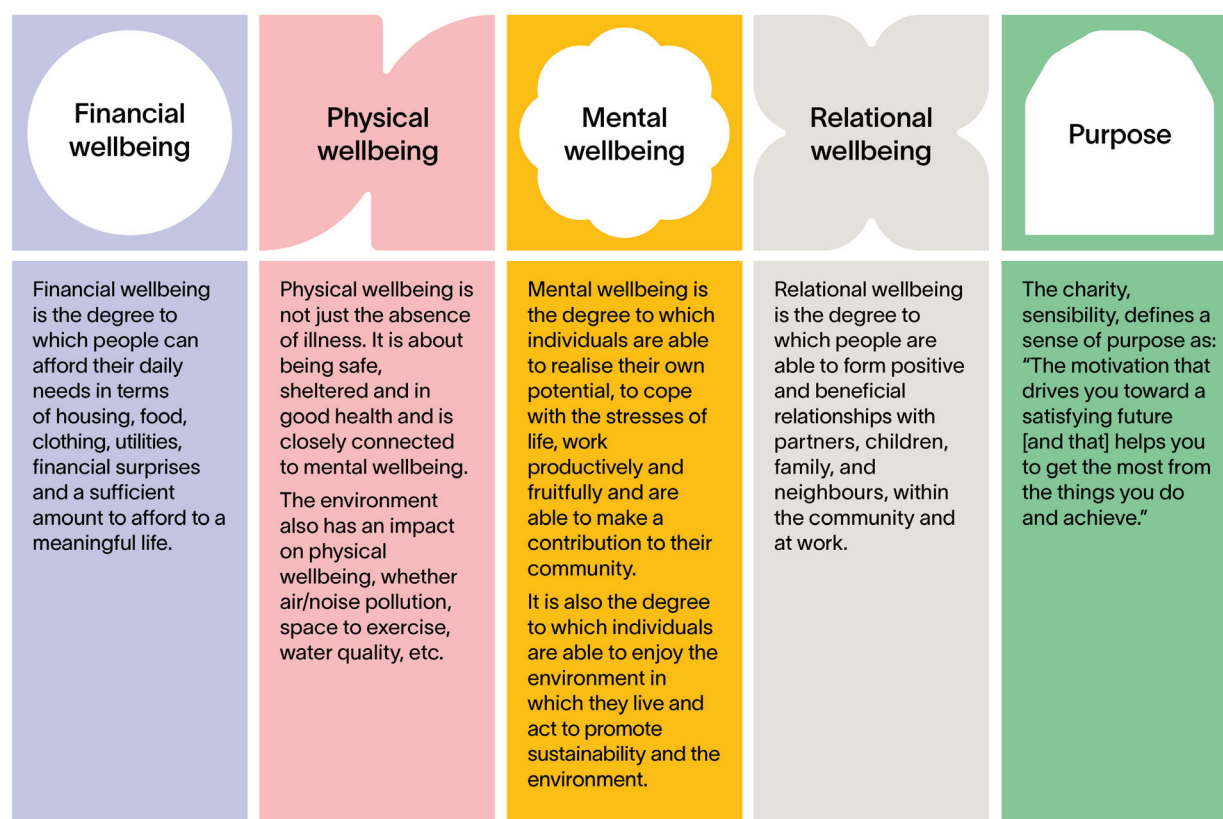 Financial
wellbeing
Physical
wellbeing
Mental
wellbeing
Relational
wellbeing
Purpose
Financial wellbeing
is the degree to
which people can
afford their daily
needs in terms
of housing, food,
clothing, utilities,
financial surprises
and a sufficient
amount to afford to a
meaningful life.
Physical wellbeing is
not just the absence
of illness. It is about
being safe,
sheltered and in
good health and is
closely connected
to mental wellbeing.
The environment
also has an impact
on physical
wellbeing, whether
air/noise pollution,
space to exercise,
water quality, etc.
Mental wellbeing is
the degree to which
individuals are able
to realise their own
potential, to cope
with the stresses of
life, work
productively and
fruitfully and are
able to make a
contribution to their
community.
It is also the degree
to which individuals
are able to enjoy the
environment in
which they live and
act to promote
sustainability and the
environment.
Relational wellbeing
is the degree to
which people are
able to form positive
and beneficial
relationships with
partners, children,
family, and
neighbours, within
the community and
at work.
The charity,
sensibility, defines a
sense of purpose as:
“The motivation that
drives you toward a
satisfying future
[and that] helps you
to get the most from
the things you do
and achieve.”